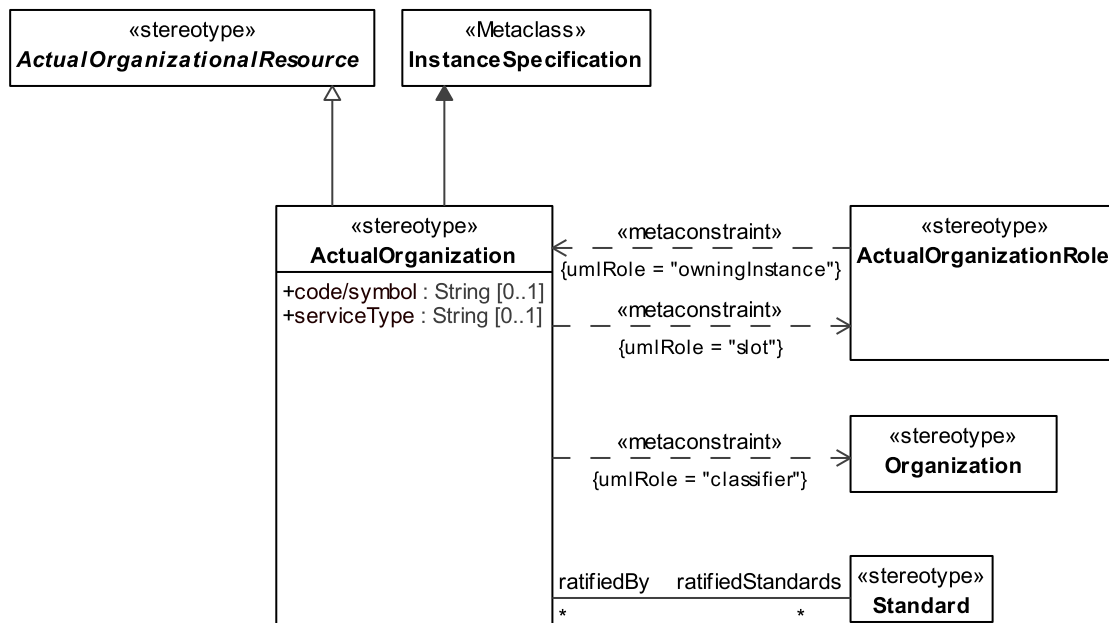 «stereotype»
ActualOrganizationalResource
«Metaclass»
InstanceSpecification
«stereotype»
ActualOrganization
+code/symbol : String [0..1]
+serviceType : String [0..1]
«metaconstraint»
{umlRole = "owningInstance"}
«metaconstraint»
{umlRole = "slot"}
«stereotype»
ActualOrganizationRole
«metaconstraint»
{umlRole = "classifier"}
«stereotype»
Organization
ratifiedBy
ratifiedStandards
*
*
«stereotype»
Standard